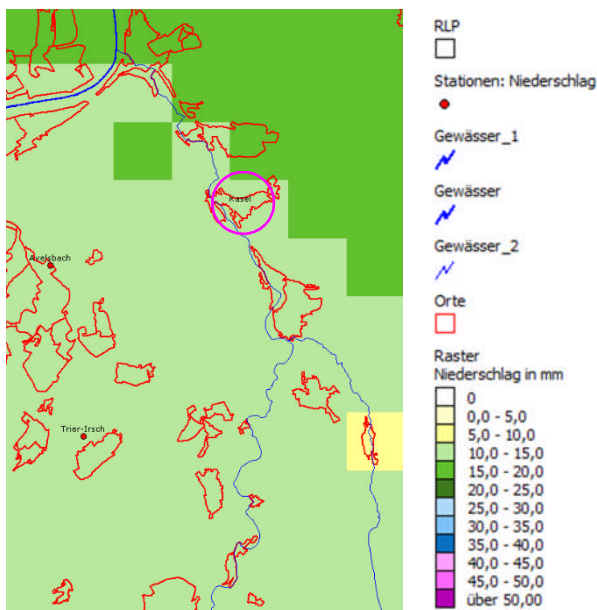 Kasel
Avelsbach
Trier-Irsch
RLP
Stationen: Niederschlag
Gewässer_1
Gewässer
Gewässer_2
Orte
Raster
Niederschlag in mm
0
0,0 - 5,0
5,0 - 10,0
10,0 - 15,0
15,0 - 20,0
20,0 - 25,0
25,0 - 30,0
30,0 - 35,0
35,0 - 40,0
40,0 - 45,0
45,0 - 50,0
über 50,00